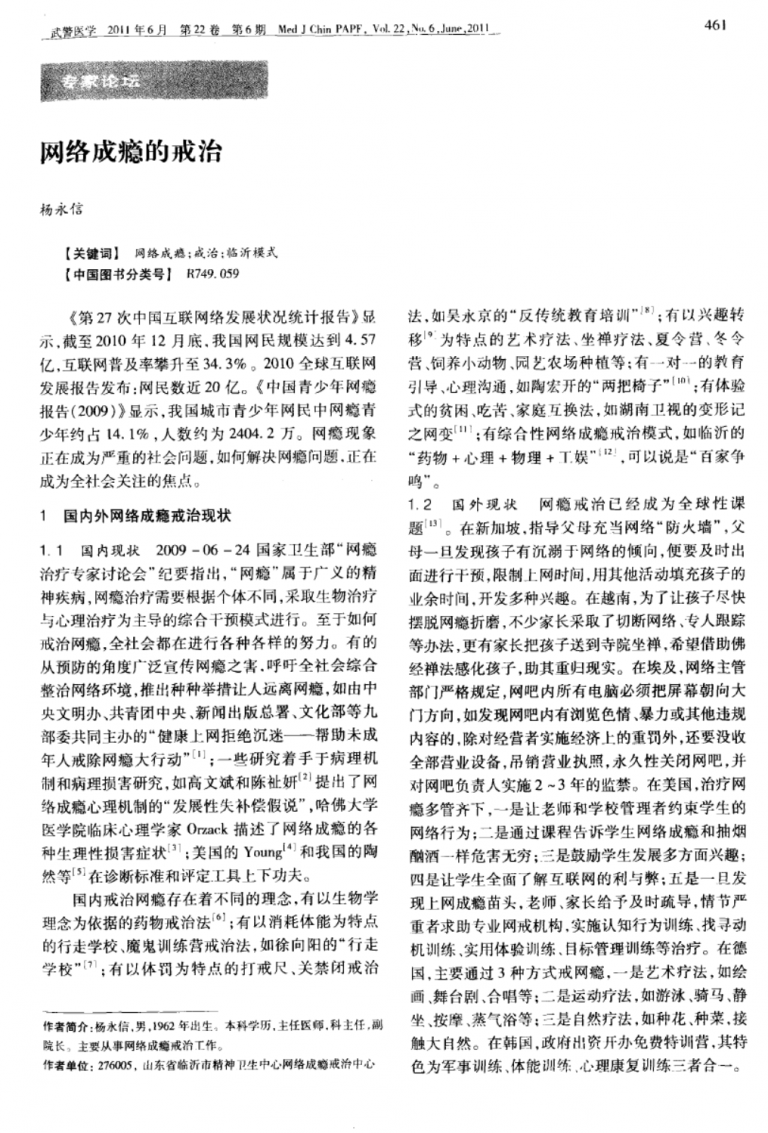 武警医学 2011年6月 第22卷 第6期 Med J Chin PAPF, Vol. 22, No. 6, June, 2011
461
专家论坛
网络成瘾的戒治
杨永信
【关键词】 网络成瘾;戒治;临沂模式
【中国图书分类号】 R749.059
《第27次中国互联网络发展状况统计报告》显
示,截至2010年12月底,我国网民规模达到4.57
亿,互联网普及率攀升至34.3%。2010全球互联网
发展报告发布:网民数近20亿。《中国青少年网瘾
报告(2009)》显示,我国城市青少年网民中网瘾青
少年约占14.1%,人数约为2404.2万。网瘾现象
正在成为严重的社会问题,如何解决网瘾问题,正在
成为全社会关注的焦点。
1 国内外网络成瘾戒治现状
1.1 国内现状 2009-06-24国家卫生部“网瘾
治疗专家讨论会”纪要指出,“网瘾”属于广义的精
神疾病,网瘾治疗需要根据个体不同,采取生物治疗
与心理治疗为主导的综合干预模式进行。至于如何
戒治网瘾,全社会都在进行各种各样的努力。有的
从预防的角度广泛宣传网瘾之害,呼吁全社会综合
整治网络环境,推出种种举措让人远离网瘾,如由中
央文明办、共青团中央、新闻出版总署、文化部等九
部委共同主办的“健康上网拒绝沉迷——帮助未成
年人戒除网瘾大行动”[1];一些研究着手于病理机
制和病理损害研究,如高文斌和陈祉妍[2]提出了网
络成瘾心理机制的“发展性失补偿假说”,哈佛大学
医学院临床心理学家Orzack描述了网络成瘾的各
种生理性损害症状[3];美国的Young[4]和我国的陶
然等[5]在诊断标准和评定工具上下功夫。
国内戒治网瘾存在着不同的理念,有以生物学
理念为依据的药物戒治法[6];有以消耗体能为特点
的行走学校、魔鬼训练营戒治法,如徐向阳的“行走
学校”[7];有以体罚为特点的打戒尺、关禁闭戒治
作者简介:杨永信,男,1962年出生。本科学历,主任医师,科主任,副
院长。主要从事网络成瘾戒治工作。
作者单位:276005,山东省临沂市精神卫生中心网络成瘾戒治中心
法,如吴永京的“反传统教育培训”[8];有以兴趣转
移[9]为特点的艺术疗法、坐禅疗法、夏令营、冬令
营、饲养小动物、园艺农场种植等;有一对一的教育
引导、心理沟通,如陶宏开的“两把椅子”[10];有体验
式的贫困、吃苦、家庭互换法,如湖南卫视的变形记
之网变[11];有综合性网络成瘾戒治模式,如临沂的
“药物+心理+物理+工娱”[12],可以说是“百家争
鸣”。
1.2 国外现状 网瘾戒治已经成为全球性课
题[13]。在新加坡,指导父母充当网络“防火墙”,父
母一旦发现孩子有沉溺于网络的倾向,便要及时出
面进行干预,限制上网时间,用其他活动填充孩子的
业余时间,开发多种兴趣。在越南,为了让孩子尽快
摆脱网瘾折磨,不少家长采取了切断网络、专人跟踪
等办法,更有家长把孩子送到寺院坐禅,希望借助佛
经禅法感化孩子,助其重归现实。在埃及,网络主管
部门严格规定,网吧内所有电脑必须把屏幕朝向大
门方向,如发现网吧内有浏览色情、暴力或其他违规
内容的,除对经营者实施经济上的重罚外,还要没收
全部营业设备,吊销营业执照,永久性关闭网吧,并
对网吧负责人实施2~3年的监禁。在美国,治疗网
瘾多管齐下,一是让老师和学校管理者约束学生的
网络行为;二是通过课程告诉学生网络成瘾和抽烟
酗酒一样危害无穷;三是鼓励学生发展多方面兴趣;
四是让学生全面了解互联网的利与弊;五是一旦发
现上网成瘾苗头,老师、家长给予及时疏导,情节严
重者求助专业网戒机构,实施认知行为训练、找寻动
机训练、实用体验训练、目标管理训练等治疗。在德
国,主要通过3种方式戒网瘾,一是艺术疗法,如绘
画、舞台剧、合唱等;二是运动疗法,如游泳、骑马、静
坐、按摩、蒸气浴等;三是自然疗法,如种花、种菜,接
触大自然。在韩国,政府出资开办免费特训营,其特
色为军事训练、体能训练、心理康复训练三者合一。